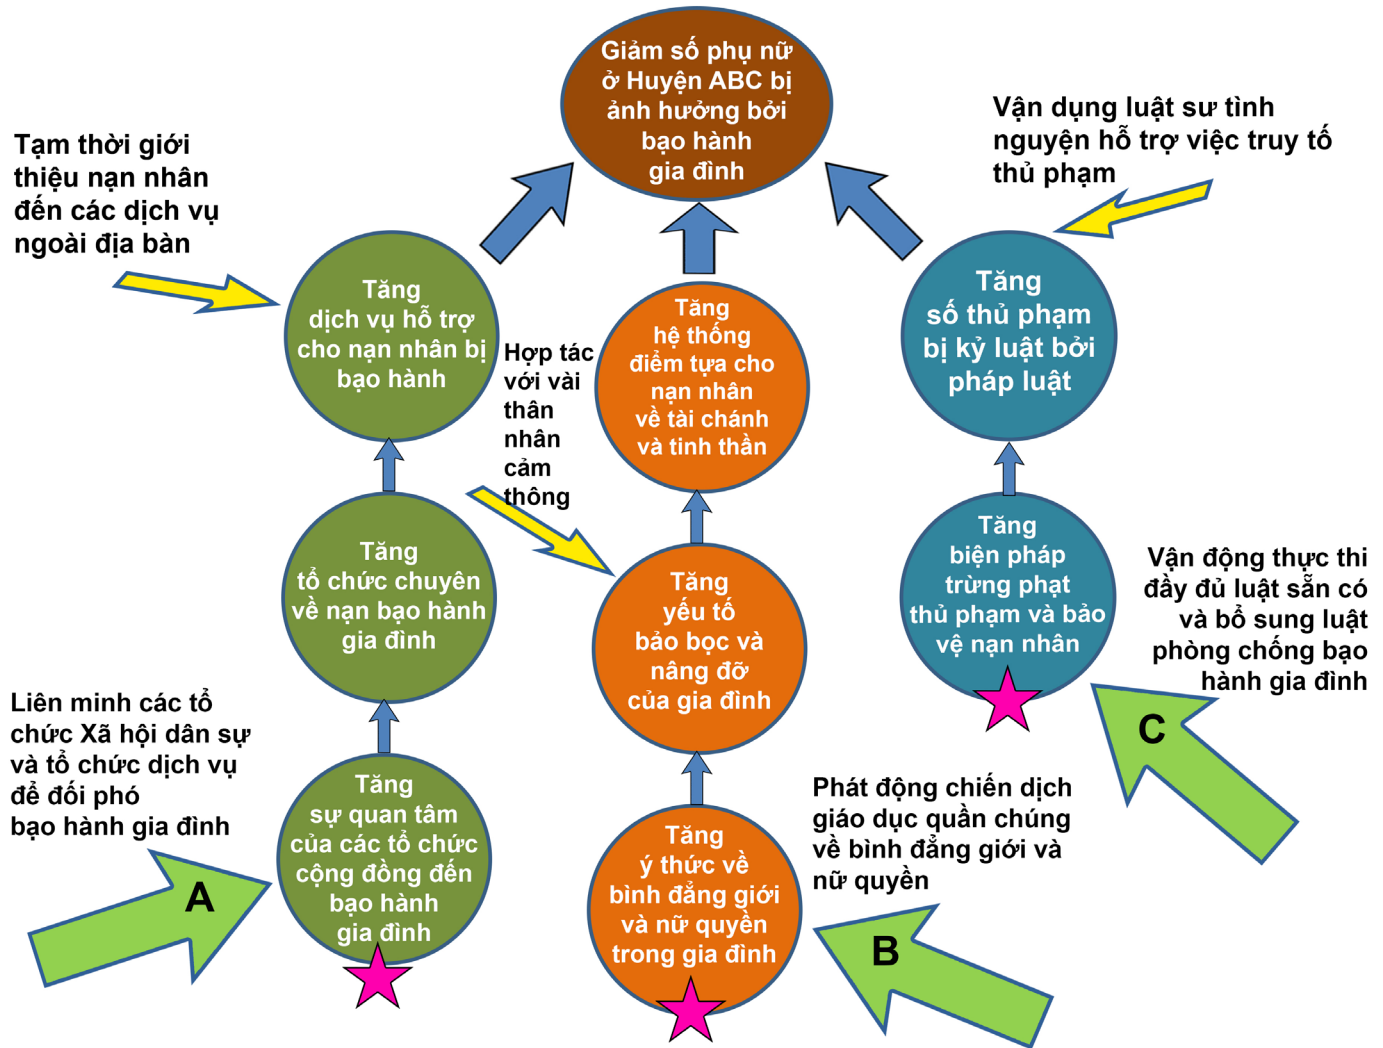 Giảm số phụ nữ
ở Huyện ABC bị
ảnh hưởng bởi
bạo hành
gia đình
Tạm thời giới
thiệu nạn nhân
đến các dịch vụ
ngoài địa bàn
Vận dụng luật sư tình
nguyện hỗ trợ việc truy tố
thủ phạm
Tăng
dịch vụ hỗ trợ
cho nạn nhân bị
bạo hành
Hợp tác
với vài
thân
nhân
cảm
thông
Tăng
hệ thống
điểm tựa cho
nạn nhân
về tài chánh
và tinh thần
Tăng
số thủ phạm
bị kỷ luật bởi
pháp luật
Tăng
tổ chức chuyên
về nạn bạo hành
gia đình
Tăng
yếu tố
bảo bọc và
nâng đỡ
của gia đình
Tăng
biện pháp
trừng phạt
thủ phạm và bảo
vệ nạn nhân
Vận động thực thi
đầy đủ luật sẵn có
và bổ sung luật
phòng chống bạo
hành gia đình
C
Liên minh các tổ
chức Xã hội dân sự
và tổ chức dịch vụ
để đối phó
bạo hành gia đình
A
Tăng
sự quan tâm
của các tổ chức
cộng đồng đến
bạo hành
gia đình
Tăng
ý thức về
bình đẳng giới
và nữ quyền
trong gia đình
Phát động chiến dịch
giáo dục quần chúng
về bình đẳng giới và
nữ quyền
B